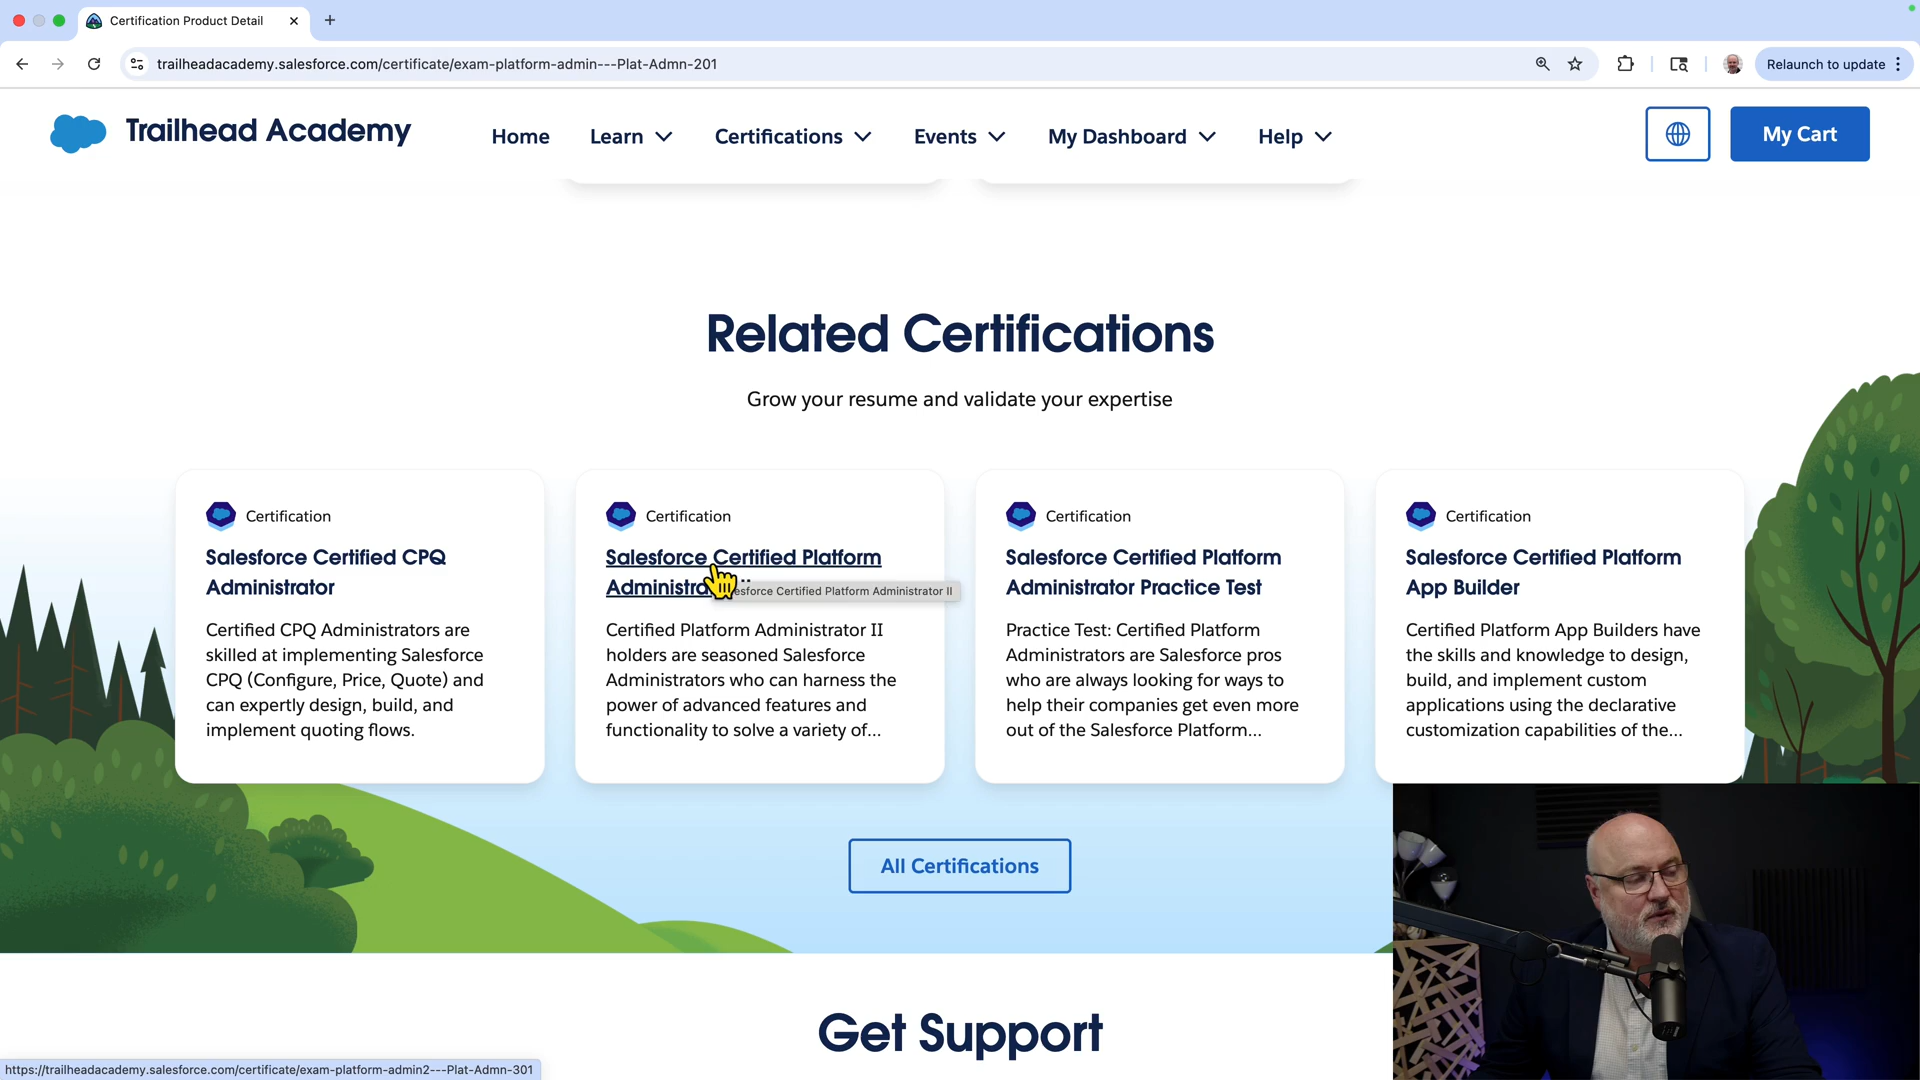 Certification Product Detail
trailheadacademy.salesforce.com/certificate/exam-platform-admin---Plat-Admn-201
Relaunch to update
Trailhead Academy
Home
Learn
Certifications
Events
My Dashboard
Help
My Cart
Related Certifications
Grow your resume and validate your expertise
Certification
Salesforce Certified CPQ
Administrator
Certified CPQ Administrators are
skilled at implementing Salesforce
CPQ (Configure, Price, Quote) and
can expertly design, build, and
implement quoting flows.
Certification
Salesforce Certified Platform
Certified Platform Administrator II
Certified Platform Administrator II
holders are seasoned Salesforce
Administrators who can harness the
power of advanced features and
functionality to solve a variety of...
Certification
Salesforce Certified Platform
Administrator Practice Test
Practice Test: Certified Platform
Administrators are Salesforce pros
who are always looking for ways to
help their companies get even more
out of the Salesforce Platform...
Certification
Salesforce Certified Platform
App Builder
Certified Platform App Builders have
the skills and knowledge to design,
build, and implement custom
applications using the declarative
customization capabilities of the...
All Certifications
Get Support
https://trailheadacademy.salesforce.com/certificate/exam-platform-admin2---Plat-Admn-301